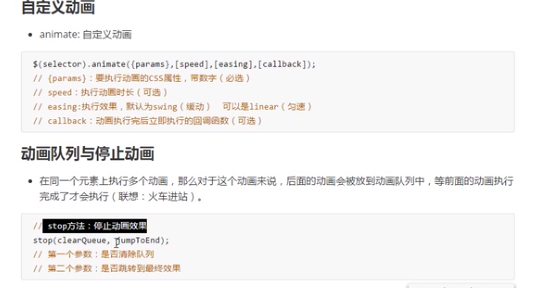 自定义动画
animate: 自定义动画
$(selector).animate({params},[speed],[easing],[callback]);
// {params}：要执行动画的CSS属性，带数字（必选）
// speed：执行动画时长（可选）
// easing:执行效果，默认为swing（缓动） 可以是linear（匀速）
// callback：动画执行完后立即执行的回调函数（可选）
动画队列与停止动画
在同一个元素上执行多个动画，那么对于这个动画来说，后面的动画会被放到动画队列中，等前面的动画执行
完成了才会执行（联想：火车进站）。
// stop方法：停止动画效果
stop(clearQueue, jumpToEnd);
// 第一个参数：是否清除队列
// 第二个参数：是否跳转到最终效果